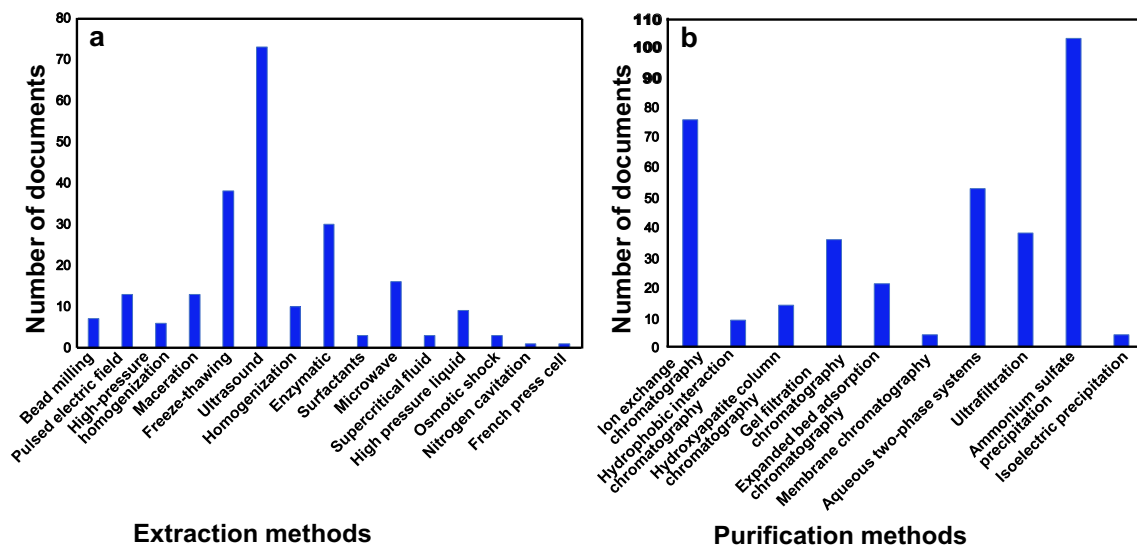 a
Number of documents
80
70
60
50
40
30
20
10
0
Bead milling
Pulsed electric field
High-pressure
homogenization
Maceration
Freeze-thawing
Ultrasound
Homogenization
Enzymatic
Surfactants
Microwave
Supercritical fluid
High pressure liquid
Osmotic shock
Nitrogen cavitation
French press cell
Extraction methods
b
Number of documents
110
100
90
80
70
60
50
40
30
20
10
0
Ion exchange
chromatography
Hydrophobic interaction
chromatography
Hydroxyapatite column
chromatography
Gel filtration
chromatography
Expanded bed adsorption
chromatography
Membrane chromatography
Aqueous two-phase systems
Ultrafiltration
Ammonium sulfate
precipitation
Isoelectric precipitation
Purification methods